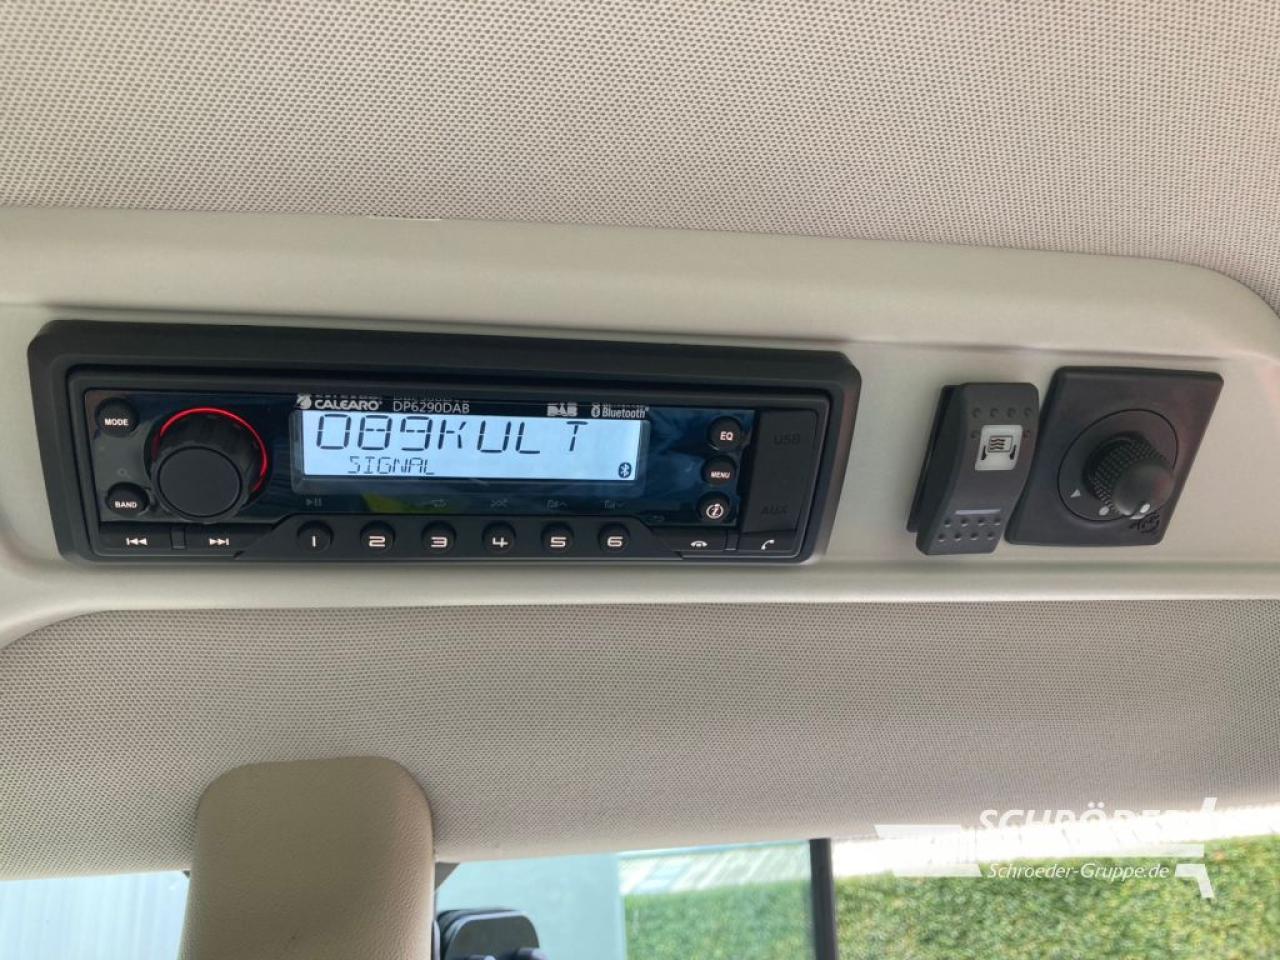 CALEARO® DP6290DAB DAB Bluetooth®
MODE
089KULT
SIGNAL
EQ
USB
MENU
BAND
AUX
1 2 3 4 5 6
SCHRÖDER
Schroeder-Gruppe.de